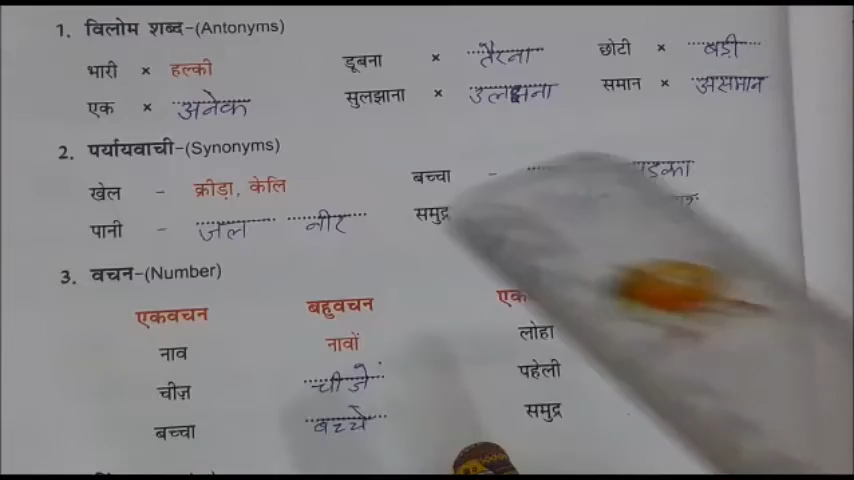 1. विलोम शब्द-(Antonyms)
भारी × हल्की डूबना × तैरना छोटी × बड़ी
एक × अनेक सुलझाना × उलझना समान × असमान
2. पर्यायवाची-(Synonyms)
खेल - क्रीड़ा, केलि बच्चा -
पानी - जल नीर समुद्र
3. वचन-(Number)
एकवचन बहुवचन
नाव नावों लोहा
चीज़ चीजें पहेली
बच्चा बच्चे समुद्र